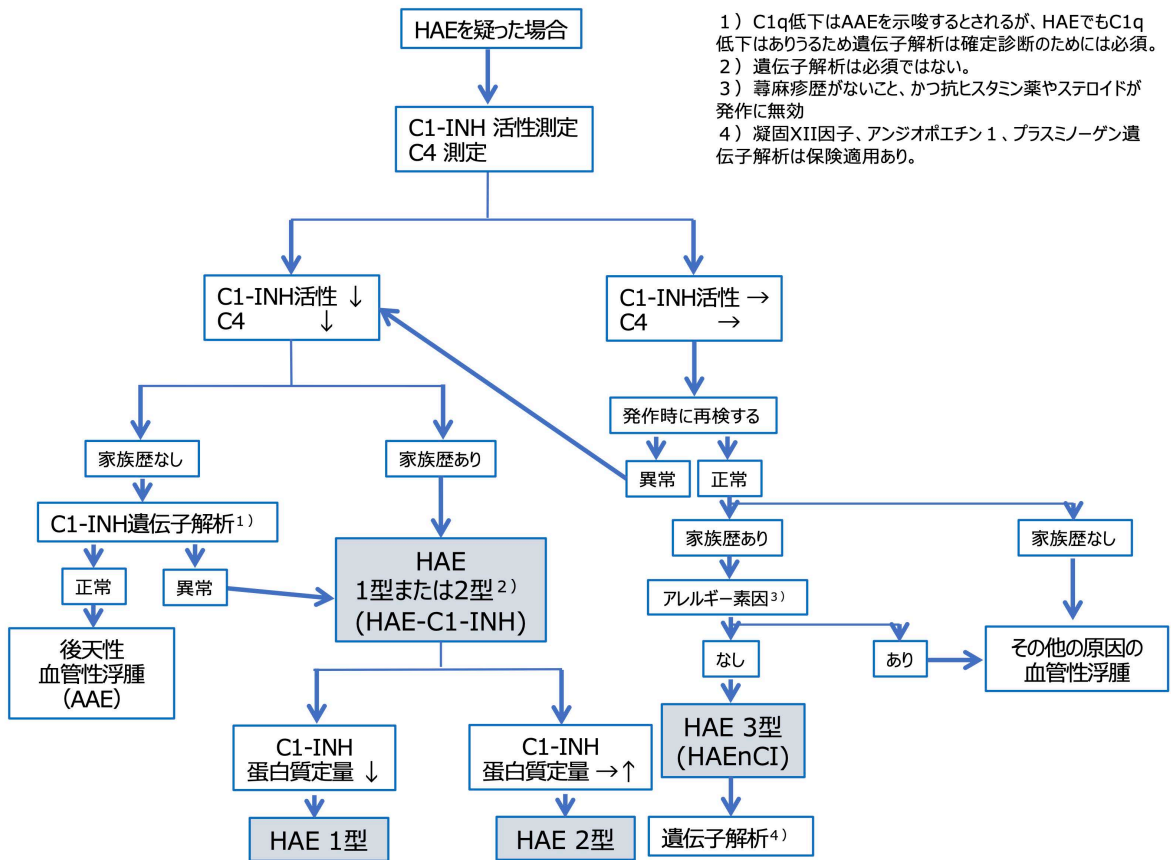 HAEを疑った場合
1）C1q低下はAAEを示唆するとされるが、HAEでもC1q
低下はありうるため遺伝子解析は確定診断のためには必須。
2）遺伝子解析は必須ではない。
3）蕁麻疹歴がないこと、かつ抗ヒスタミン薬やステロイドが
発作に無効
4）凝固XII因子、アンジオポエチン１、プラスミノーゲン遺
伝子解析は保険適用あり。
C1-INH 活性測定
C4 測定
C1-INH活性 ↓
C4 ↓
C1-INH活性 →
C4 →
発作時に再検する
異常
正常
家族歴なし
家族歴あり
C1-INH遺伝子解析1）
正常
異常
後天性
血管性浮腫
（AAE）
HAE
1型または2型2）
(HAE-C1-INH)
C1-INH
蛋白質定量 ↓
HAE 1型
C1-INH
蛋白質定量 →↑
HAE 2型
家族歴あり
家族歴なし
アレルギー素因3）
なし
あり
その他の原因の
血管性浮腫
HAE 3型
(HAEnCI)
遺伝子解析4）